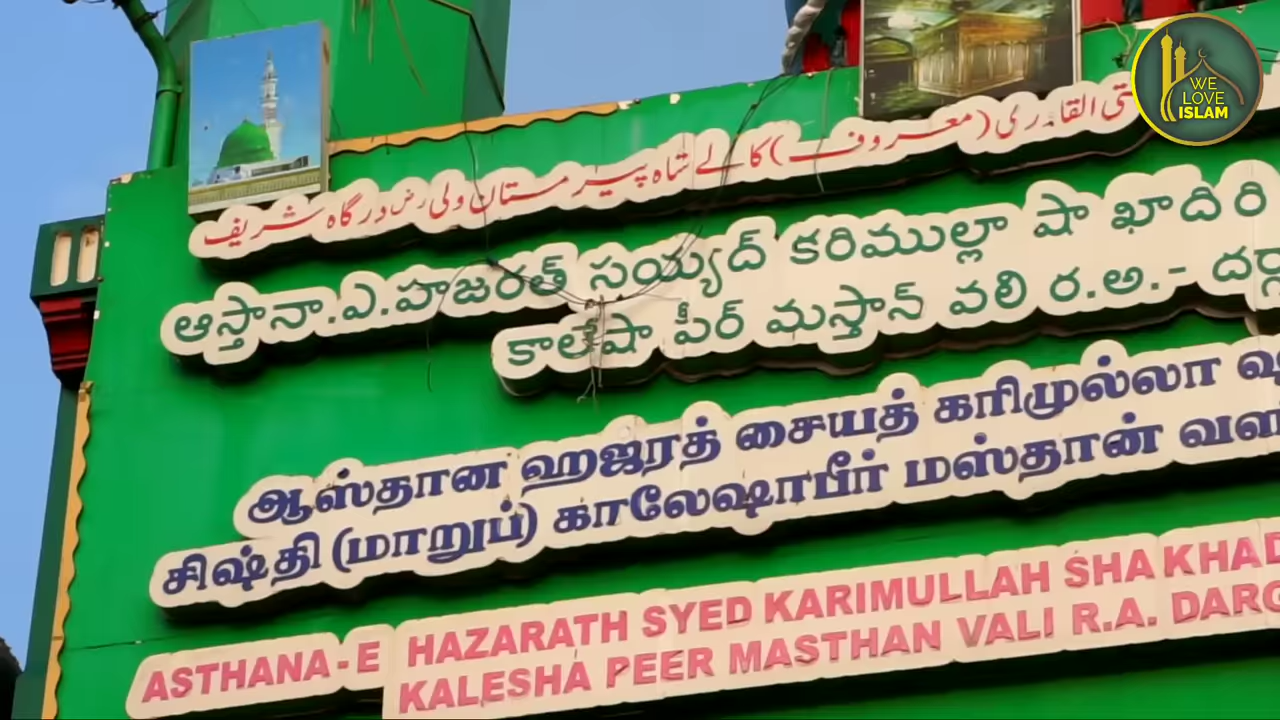 WE
LOVE
ISLAM
القادری (معروف) کالے شاہ پیر مستان ولی رض درگاہ شریف
ఆస్తానా.ఎ.హజరత్ సయ్యద్ కరిముల్లా షా ఖాదిరి
కాలేషా పీర్ మస్తాన్ వలి ర.అ.-
ஆஸ்தான ஹஜரத் சையத் கரிமுல்லா
சிஷ்தி (மாறுப்) காலேஷாபீர் மஸ்தான்
ASTHANA-E HAZARATH SYED KARIMULLAH SHA
KALESHA PEER MASTHAN VALI R.A.